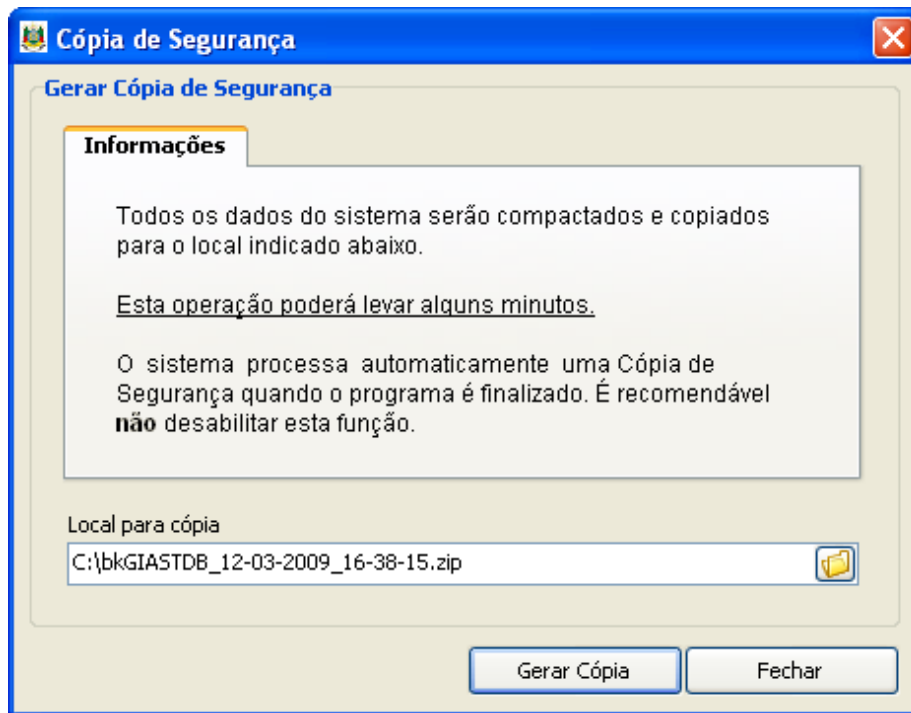 Cópia de Segurança
Gerar Cópia de Segurança
Informações
Todos os dados do sistema serão compactados e copiados
para o local indicado abaixo.
Esta operação poderá levar alguns minutos.
O sistema processa automaticamente uma Cópia de
Segurança quando o programa é finalizado. É recomendável
não desabilitar esta função.
Local para cópia
C:\bkGIASTDB_12-03-2009_16-38-15.zip
Gerar Cópia
Fechar